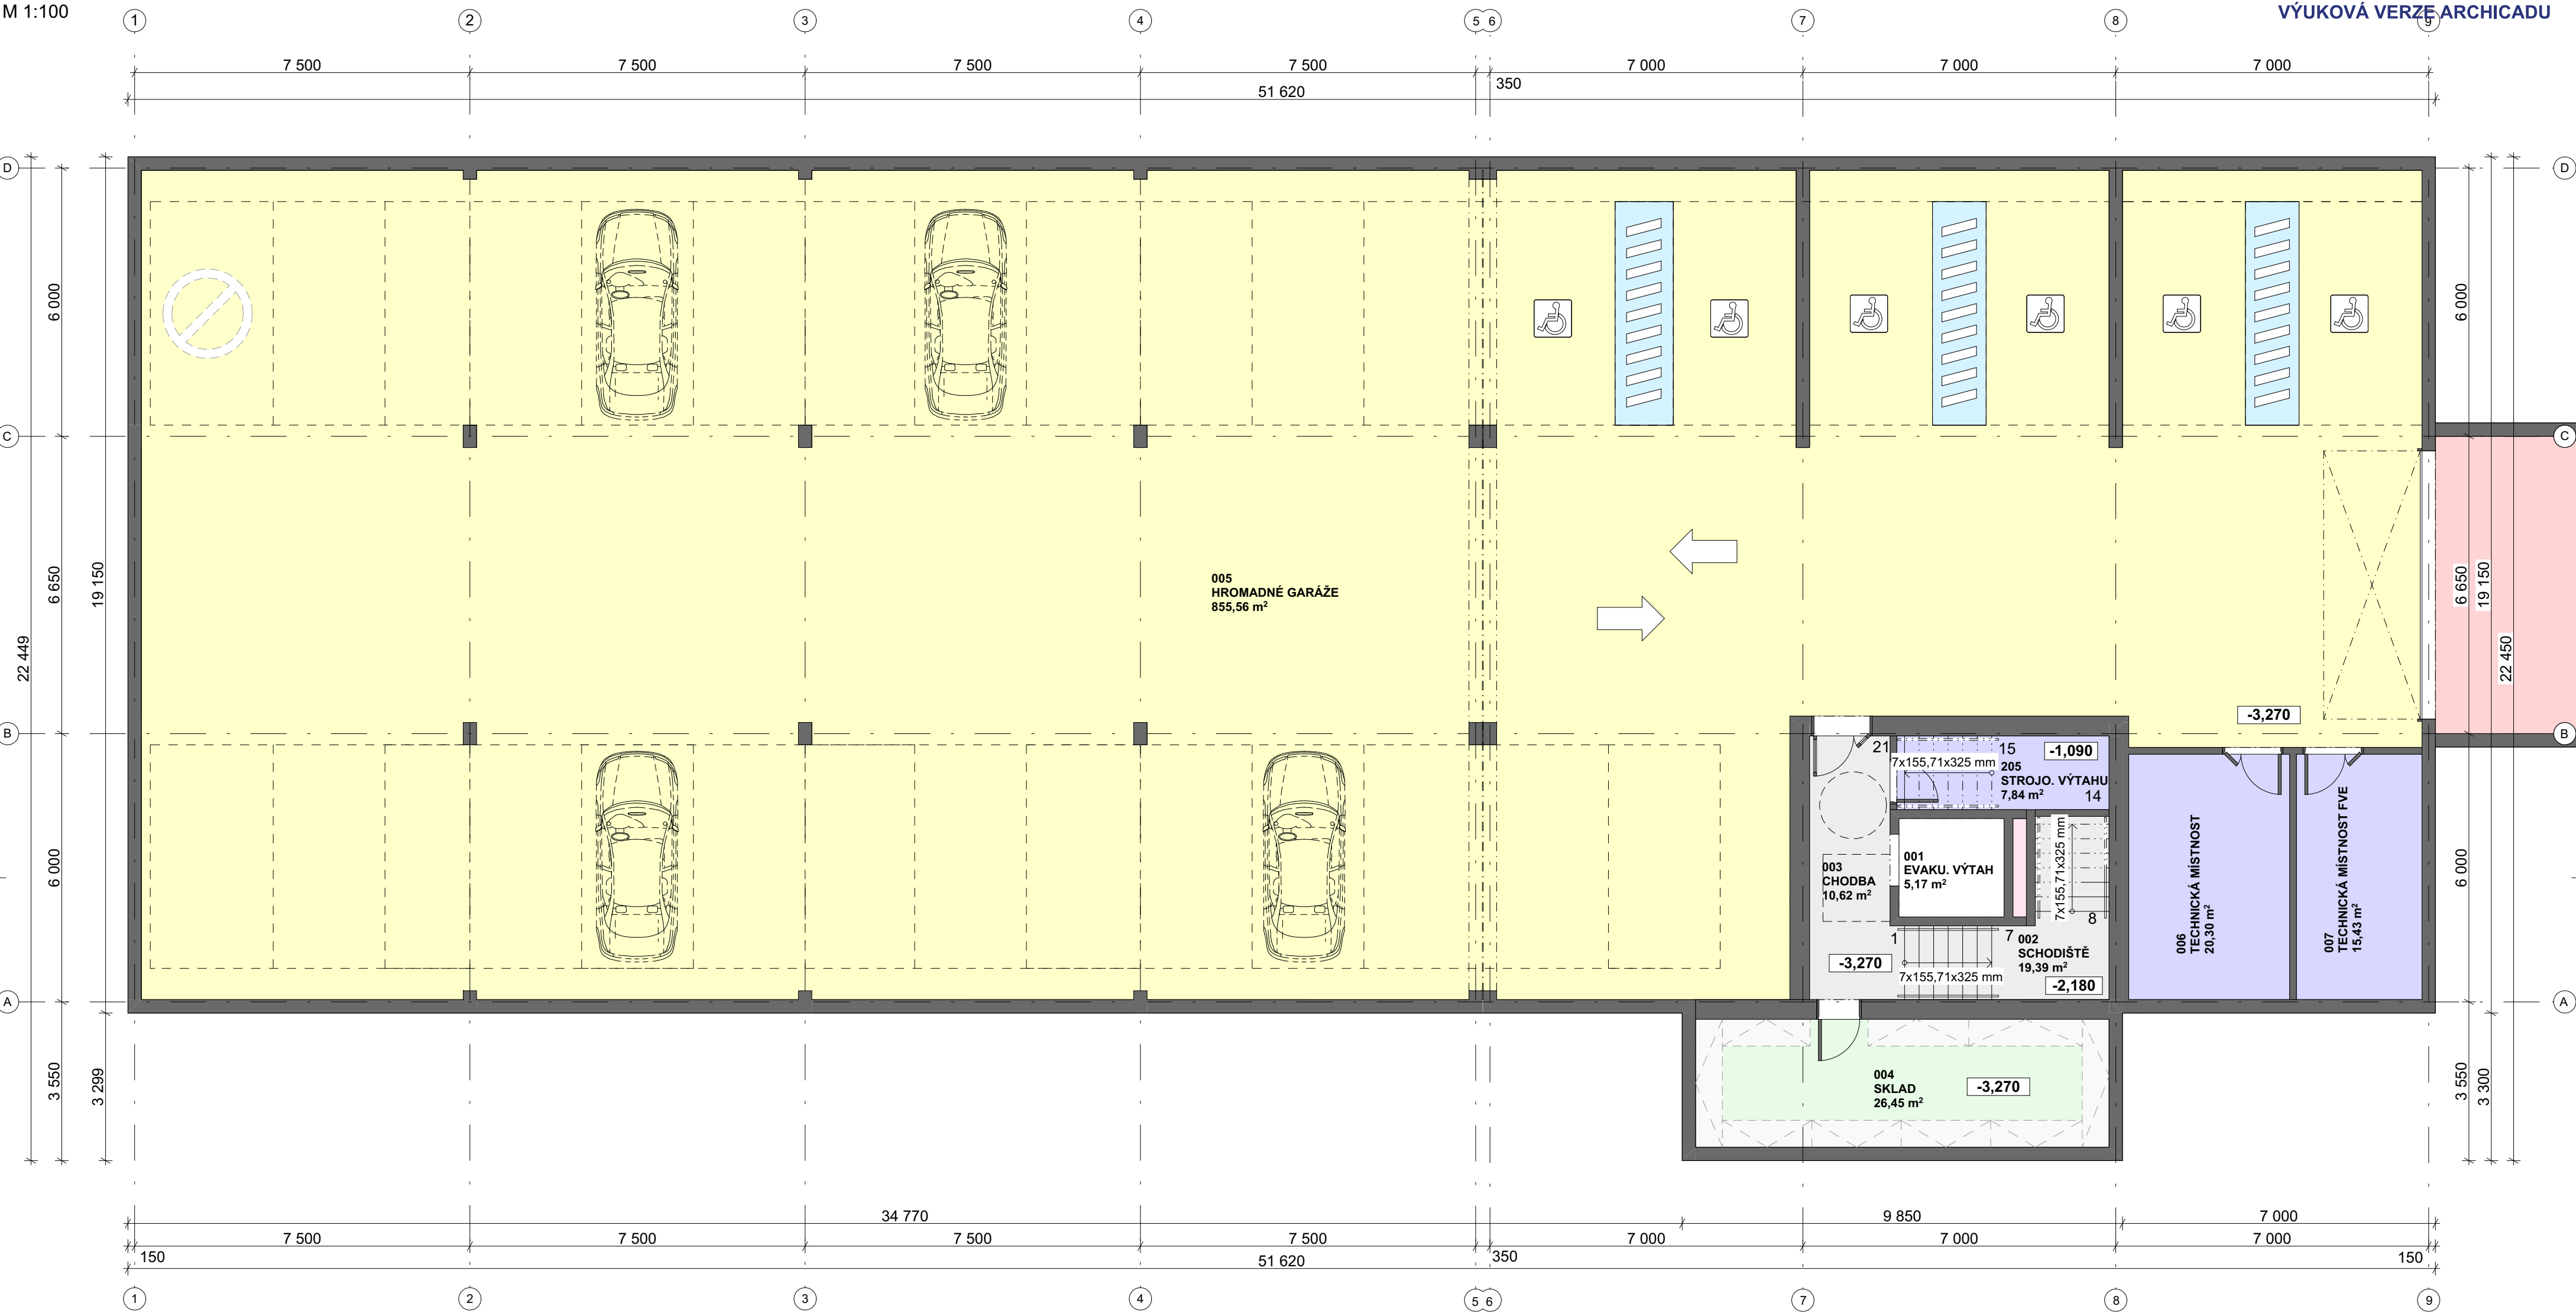 M 1:100
VÝUKOVÁ VERZE ARCHICADU
1 2 3 4 5 6 7 8 9
7 500 7 500 7 500 7 500 7 000 7 000 7 000
350
51 620
D D
C C
B B
A A
6 000
6 650
6 000
3 550
19 150
3 299
22 449
6 000
6 650
6 000
3 550
19 150
3 300
22 450
005
HROMADNÉ GARÁŽE
855,56 m²
-3,270
21
15
-1,090
7x155,71x325 mm
205
STROJO. VÝTAHU
7,84 m²
14
7x155,71x325 mm
8
001
EVAKU. VÝTAH
5,17 m²
003
CHODBA
10,62 m²
1
7
002
SCHODIŠTĚ
19,39 m²
-3,270
7x155,71x325 mm
-2,180
006
TECHNICKÁ MÍSTNOST
20,30 m²
007
TECHNICKÁ MÍSTNOST FVE
15,43 m²
004
SKLAD
26,45 m²
-3,270
34 770 9 850 7 000
7 500 7 500 7 500 7 500 7 000 7 000 7 000
150 350 150
51 620
1 2 3 4 5 6 7 8 9